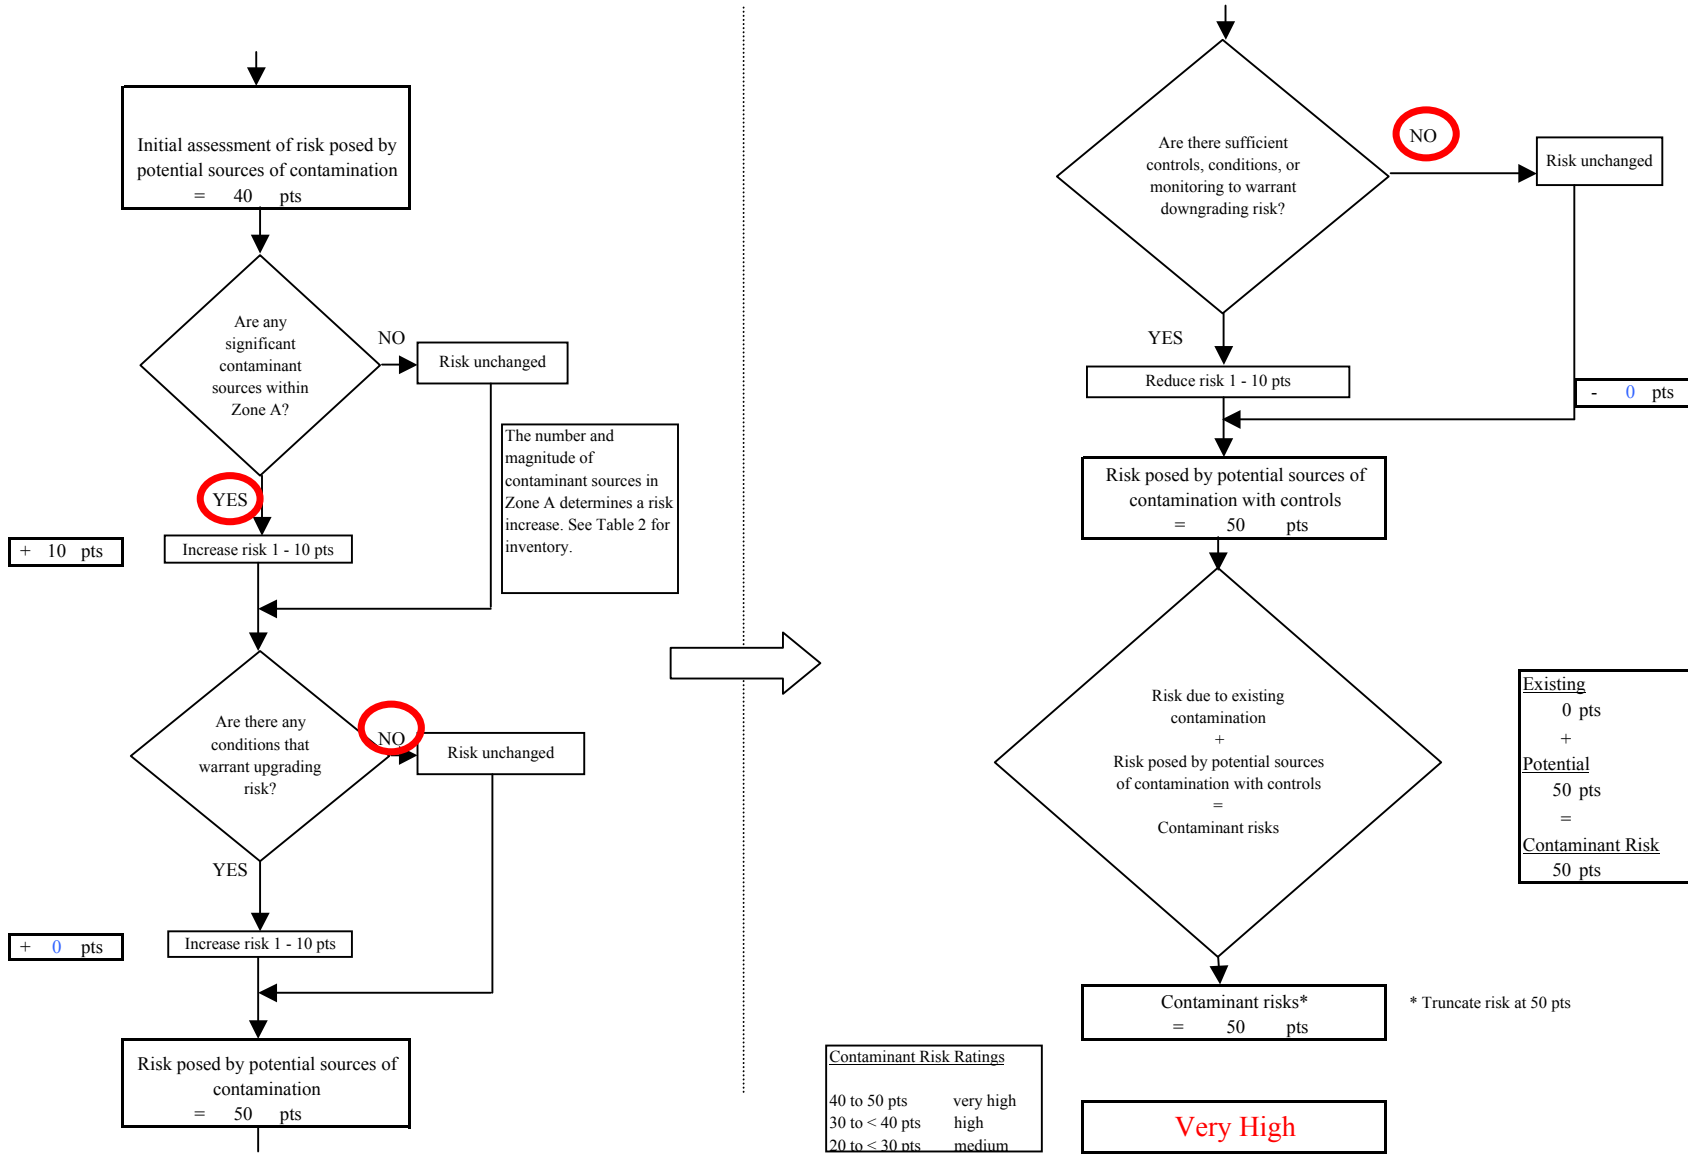 Initial assessment of risk posed by
potential sources of contamination
= 40 pts
Are any
significant
contaminant
sources within
Zone A?
NO
Risk unchanged
The number and
magnitude of
contaminant sources in
Zone A determines a risk
increase. See Table 2 for
inventory.
YES
+ 10 pts
Increase risk 1 - 10 pts
Are there any
conditions that
warrant upgrading
risk?
NO
Risk unchanged
YES
+ 0 pts
Increase risk 1 - 10 pts
Risk posed by potential sources of
contamination
= 50 pts
Are there sufficient
controls, conditions, or
monitoring to warrant
downgrading risk?
NO
Risk unchanged
YES
Reduce risk 1 - 10 pts
- 0 pts
Risk posed by potential sources of
contamination with controls
= 50 pts
Risk due to existing
contamination
+
Risk posed by potential sources
of contamination with controls
=
Contaminant risks
Existing
0 pts
+
Potential
50 pts
=
Contaminant Risk
50 pts
Contaminant risks*
= 50 pts
* Truncate risk at 50 pts
Contaminant Risk Ratings
40 to 50 pts very high
30 to < 40 pts high
20 to < 30 pts medium
Very High